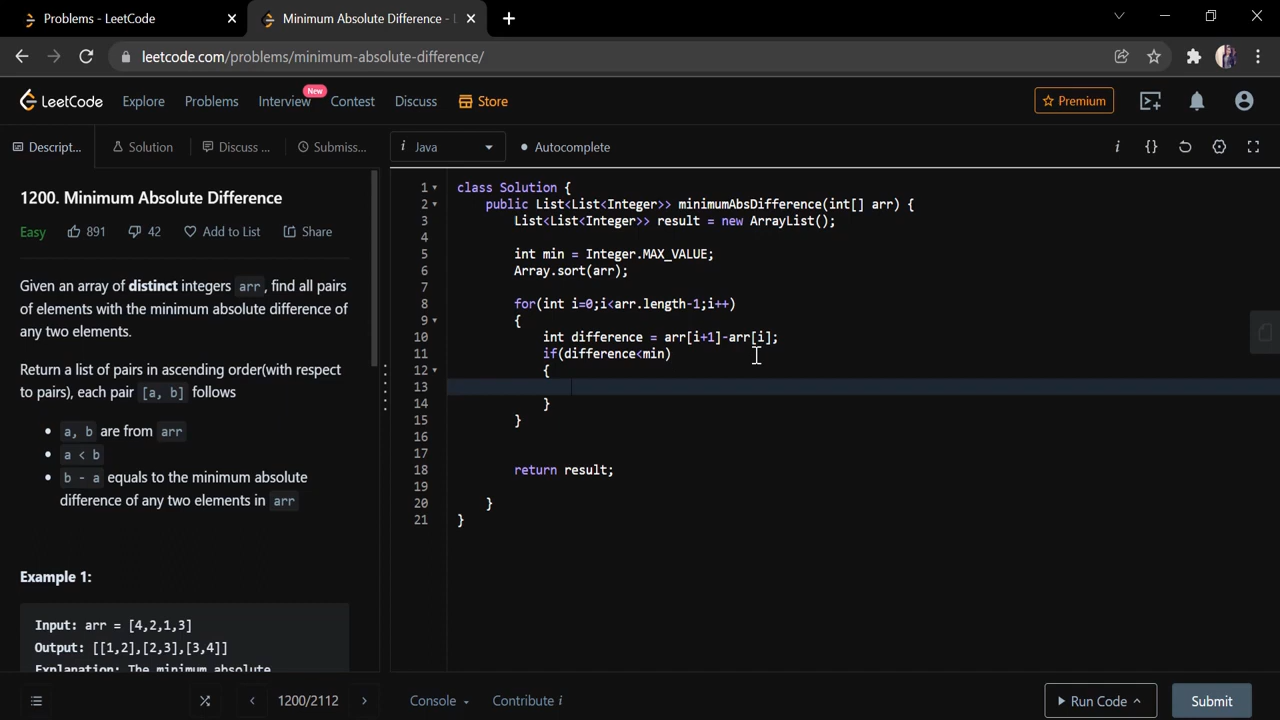 Problems - LeetCode
Minimum Absolute Difference - L
leetcode.com/problems/minimum-absolute-difference/
LeetCode Explore Problems Interview New Contest Discuss Store Premium
Descript... Solution Discuss ... Submiss...
i Java Autocomplete i {}
1200. Minimum Absolute Difference
Easy 891 42 Add to List Share
Given an array of distinct integers arr, find all pairs
of elements with the minimum absolute difference of
any two elements.
Return a list of pairs in ascending order(with respect
to pairs), each pair [a, b] follows
• a, b are from arr
• a < b
• b - a equals to the minimum absolute
difference of any two elements in arr
Example 1:
Input: arr = [4,2,1,3]
Output: [[1,2],[2,3],[3,4]]
Explanation: The minimum absolute
1 class Solution {
2 public List<List<Integer>> minimumAbsDifference(int[] arr) {
3 List<List<Integer>> result = new ArrayList();
4
5 int min = Integer.MAX_VALUE;
6 Array.sort(arr);
7
8 for(int i=0;i<arr.length-1;i++)
9 {
10 int difference = arr[i+1]-arr[i];
11 if(difference<min)
12 {
13
14 }
15 }
16
17
18 return result;
19
20 }
21 }
1200/2112
Console Contribute i
Run Code Submit